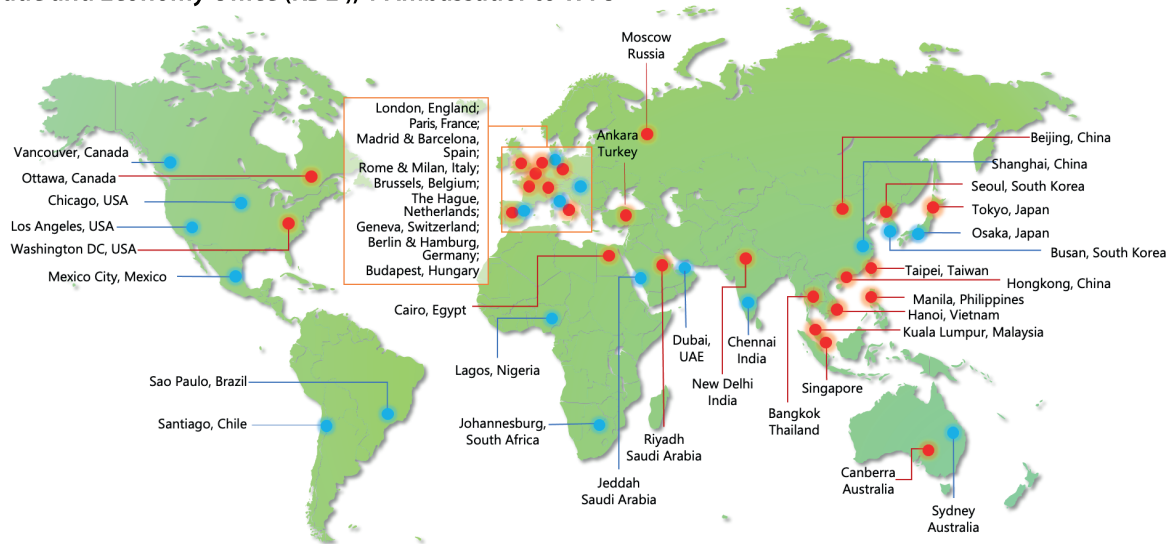 Moscow
Russia
London, England;
Paris, France;
Madrid & Barcelona,
Spain;
Rome & Milan, Italy;
Brussels, Belgium;
The Hague,
Netherlands;
Geneva, Switzerland;
Berlin & Hamburg,
Germany;
Budapest, Hungary
Ankara
Turkey
Vancouver, Canada
Ottawa, Canada
Chicago, USA
Los Angeles, USA
Washington DC, USA
Mexico City, Mexico
Beijing, China
Shanghai, China
Seoul, South Korea
Tokyo, Japan
Osaka, Japan
Busan, South Korea
Taipei, Taiwan
Hongkong, China
Manila, Philippines
Hanoi, Vietnam
Kuala Lumpur, Malaysia
Cairo, Egypt
Lagos, Nigeria
Dubai,
UAE
Chennai
India
New Delhi
India
Singapore
Bangkok
Thailand
Sao Paulo, Brazil
Santiago, Chile
Johannesburg,
South Africa
Riyadh
Saudi Arabia
Jeddah
Saudi Arabia
Canberra
Australia
Sydney
Australia